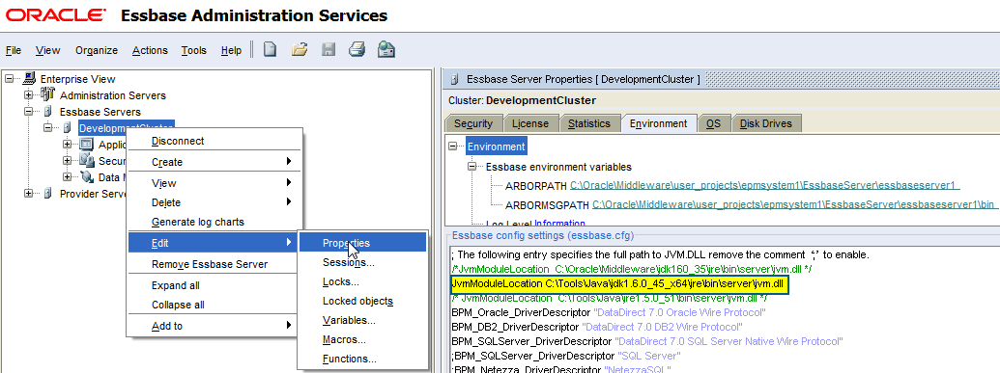 ORACLE Essbase Administration Services
File View Organize Actions Tools Help
Enterprise View
Administration Servers
Essbase Servers
DevelopmentCluster
Applic
Secur
Data M
Provider Serve
Disconnect
Create
View
Delete
Generate log charts
Edit
Remove Essbase Server
Expand all
Collapse all
Add to
Properties
Sessions...
Locks...
Locked objects
Variables...
Macros...
Functions...
Essbase Server Properties [ DevelopmentCluster ]
Cluster: DevelopmentCluster
Security License Statistics Environment OS Disk Drives
Environment
Essbase environment variables
ARBORPATH C:\Oracle\Middleware\user_projects\epmsystem1\EssbaseServer\essbaseserver1
ARBORMSGPATH C:\Oracle\Middleware\user_projects\epmsystem1\EssbaseServer\essbaseserver1\bin
Log Level Information
Essbase config settings (essbase.cfg)
; The following entry specifies the full path to JVM.DLL remove the comment ';' to enable.
/*JvmModuleLocation C:\Oracle\Middleware\jdk160_35\jre\bin\server\jvm.dll */
JvmModuleLocation C:\Tools\Java\jdk1.6.0_45_x64\jre\bin\server\jvm.dll
/* JvmModuleLocation C:\Tools\Java\jre1.5.0_51\bin\server\jvm.dll */
BPM_Oracle_DriverDescriptor "DataDirect 7.0 Oracle Wire Protocol"
BPM_DB2_DriverDescriptor "DataDirect 7.0 DB2 Wire Protocol"
BPM_SQLServer_DriverDescriptor "DataDirect 7.0 SQL Server Native Wire Protocol"
;BPM_SQLServer_DriverDescriptor "SQL Server"
;BPM_Netezza_DriverDescriptor "NetezzaSQL"